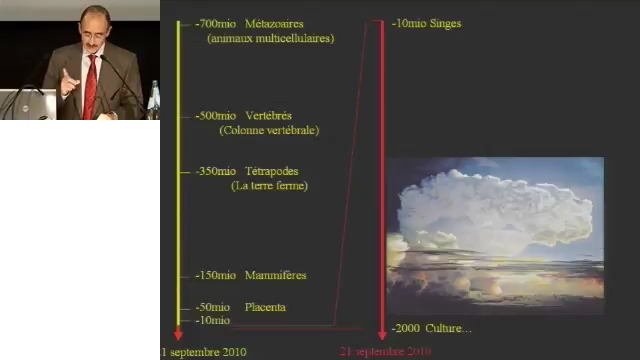 -700mio Métazoaires
(animaux multicellulaires)
-500mio Vertébrés
(Colonne vertébrale)
-350mio Tétrapodes
(La terre ferme)
-150mio Mammifères
-50mio Placenta
-10mio
1 septembre 2010
-10mio Singes
-2000 Culture...
21 septembre 2010